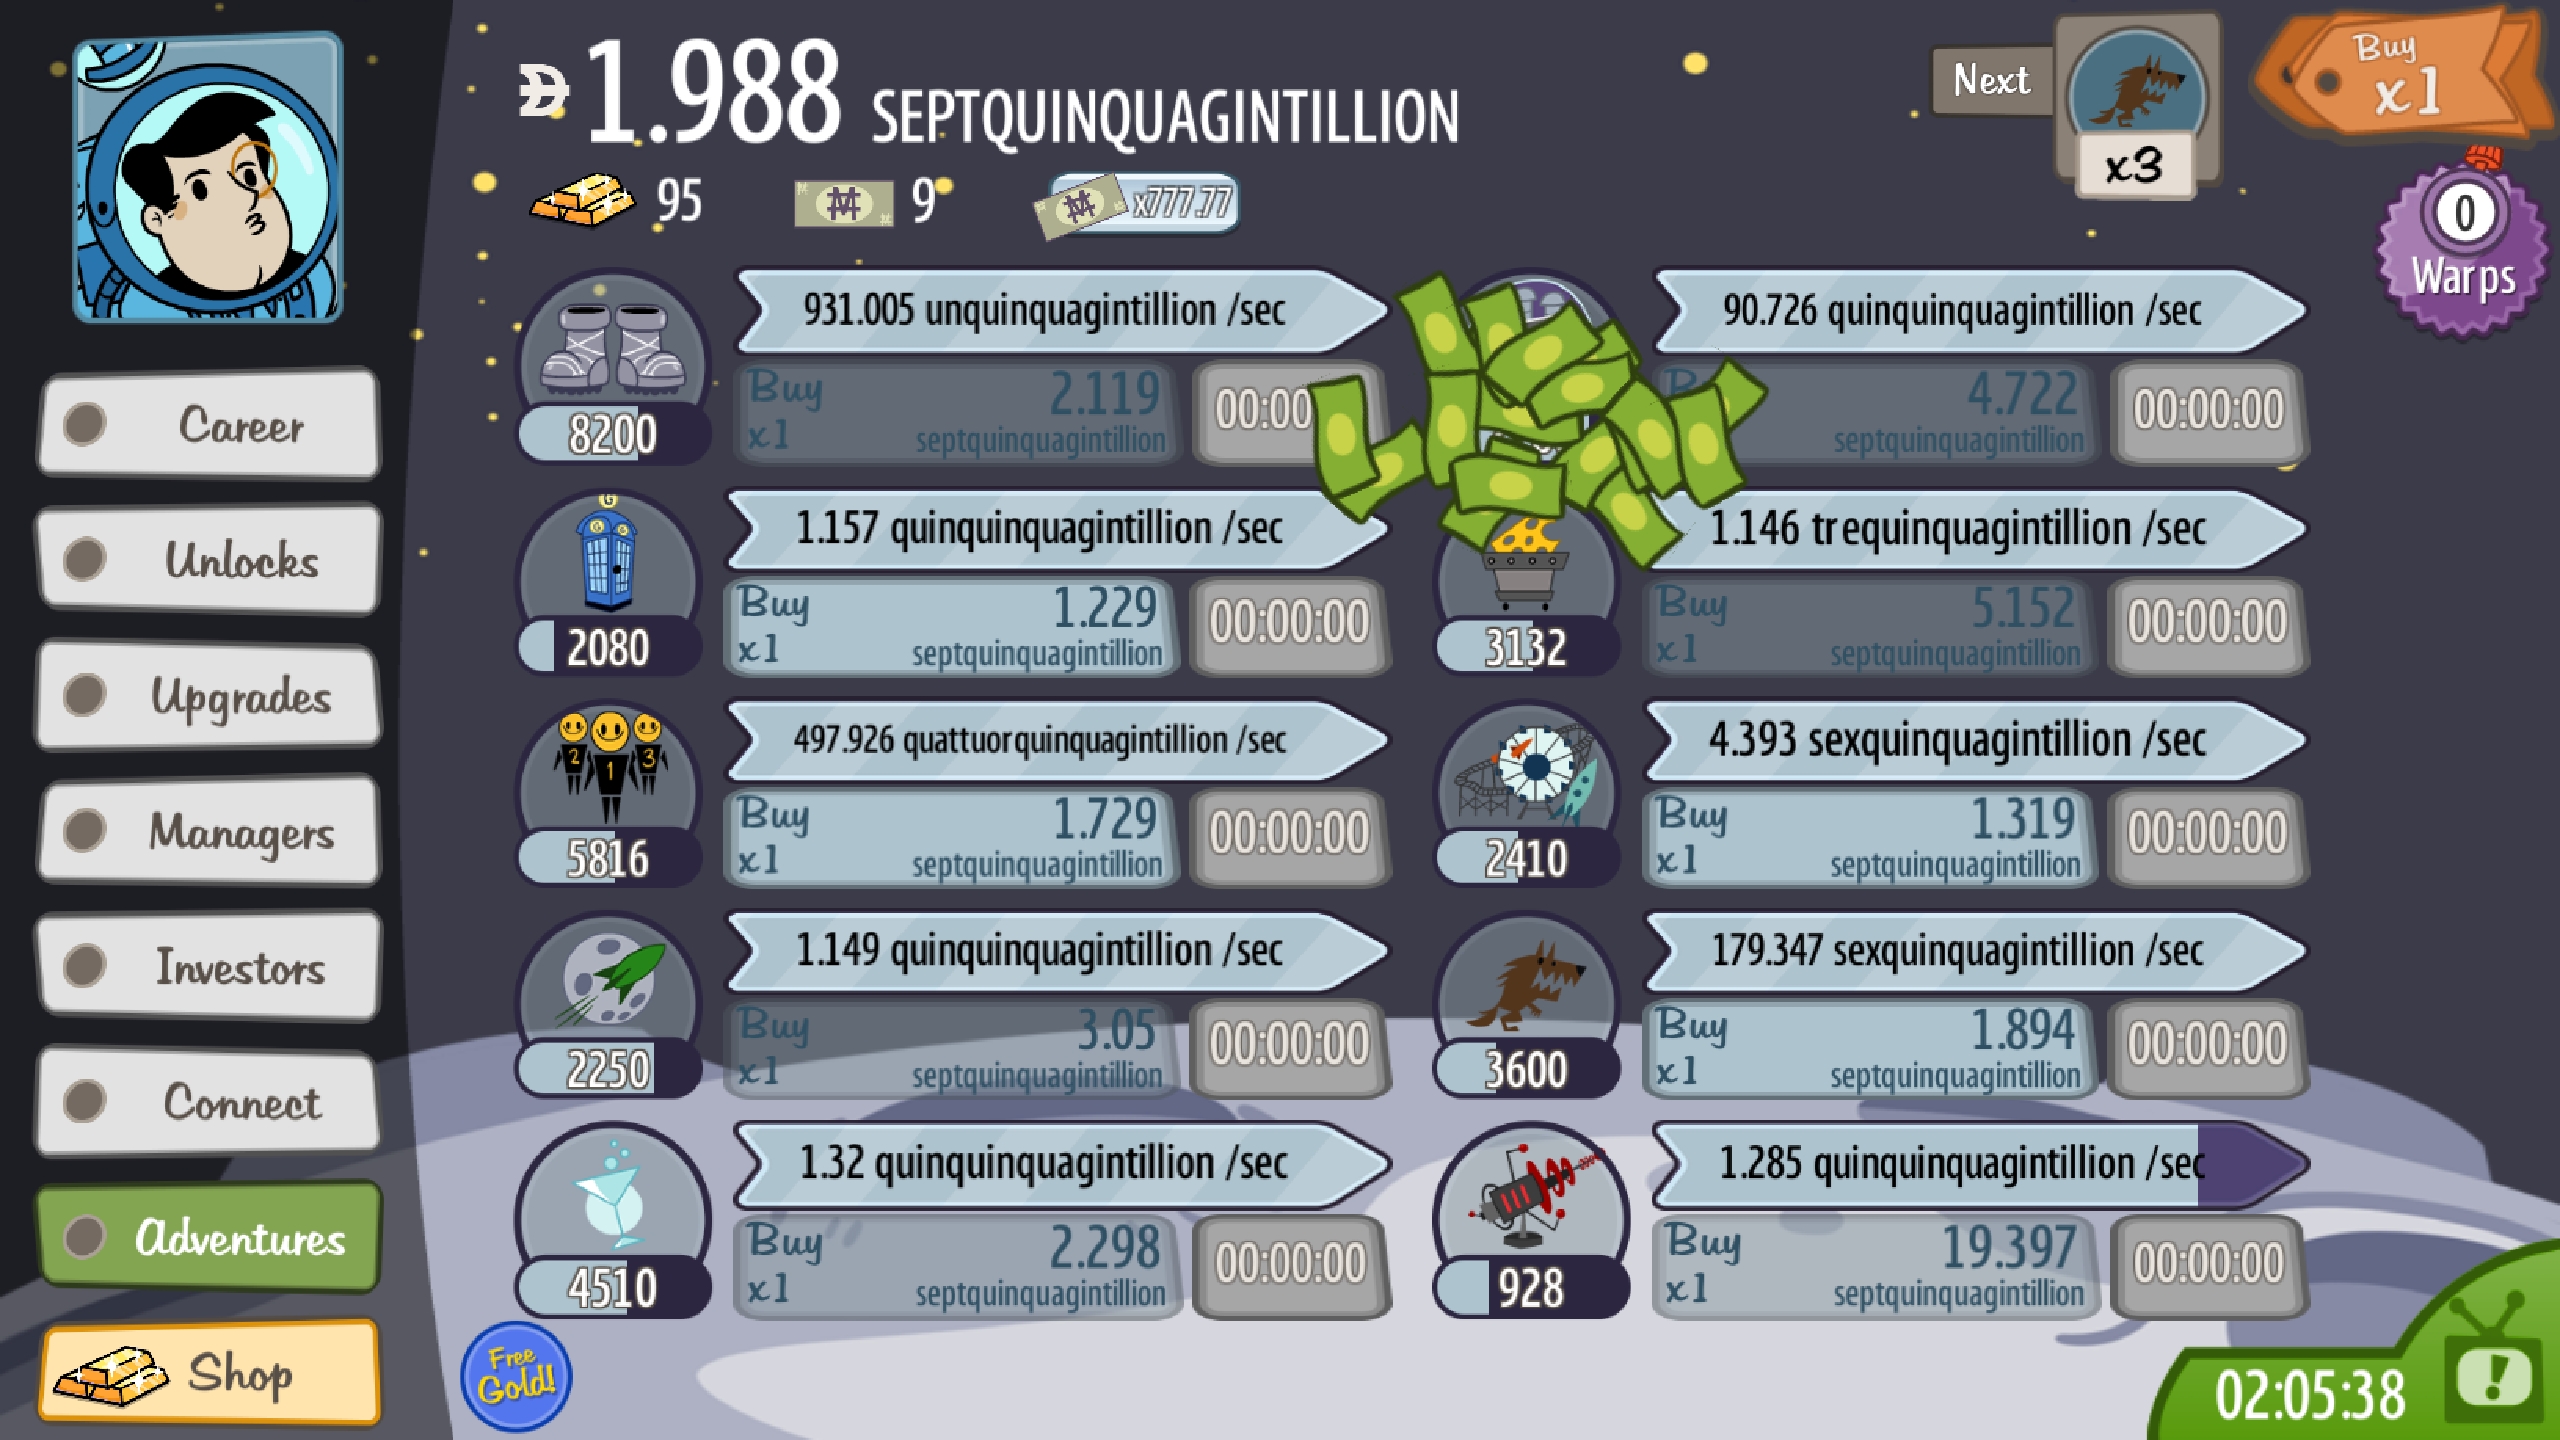 1.988 SEPTQUINQUAGINTILLION
Next
x3
Buy
x1
95
9
x777.77
0
Warps
Career
Unlocks
Upgrades
Managers
Investors
Connect
Adventures
Shop
931.005 unquinquagintillion /sec
Buy 2.119
x1 septquinquagintillion
00:00
8200
90.726 quinquinquagintillion /sec
4.722
septquinquagintillion
00:00:00
G
1.157 quinquinquagintillion /sec
Buy 1.229
x1 septquinquagintillion
00:00:00
2080
1.146 trequinquagintillion /sec
Buy 5.152
x1 septquinquagintillion
00:00:00
3132
2 1 3
497.926 quattuorquinquagintillion /sec
Buy 1.729
x1 septquinquagintillion
00:00:00
5816
4.393 sexquinquagintillion /sec
Buy 1.319
x1 septquinquagintillion
00:00:00
2410
1.149 quinquinquagintillion /sec
Buy 3.05
x1 septquinquagintillion
00:00:00
2250
179.347 sexquinquagintillion /sec
Buy 1.894
x1 septquinquagintillion
00:00:00
3600
1.32 quinquinquagintillion /sec
Buy 2.298
x1 septquinquagintillion
00:00:00
4510
1.285 quinquinquagintillion /sec
Buy 19.397
x1 septquinquagintillion
00:00:00
928
Free
Gold!
02:05:38
!